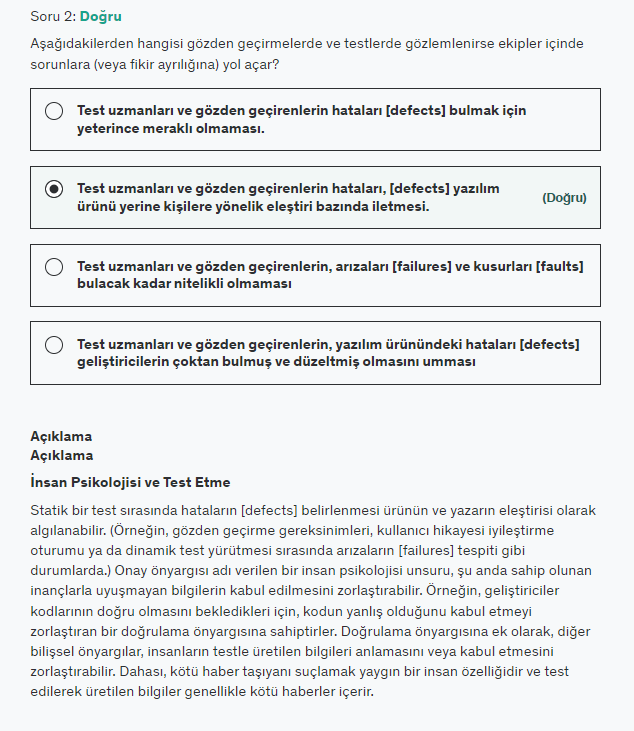 Soru 2: Doğru
Aşağıdakilerden hangisi gözden geçirmelerde ve testlerde gözlemlenirse ekipler içinde
sorunlara (veya fikir ayrılığına) yol açar?
Test uzmanları ve gözden geçirenlerin hataları [defects] bulmak için
yeterince meraklı olmaması.
Test uzmanları ve gözden geçirenlerin hataları, [defects] yazılım
ürünü yerine kişilere yönelik eleştiri bazında iletmesi.
(Doğru)
Test uzmanları ve gözden geçirenlerin, arızaları [failures] ve kusurları [faults]
bulacak kadar nitelikli olmaması
Test uzmanları ve gözden geçirenlerin, yazılım ürünündeki hataları [defects]
geliştiricilerin çoktan bulmuş ve düzeltmiş olmasını umması
Açıklama
Açıklama
İnsan Psikolojisi ve Test Etme
Statik bir test sırasında hataların [defects] belirlenmesi ürünün ve yazarın eleştirisi olarak
algılanabilir. (Örneğin, gözden geçirme gereksinimleri, kullanıcı hikayesi iyileştirme
oturumu ya da dinamik test yürütmesi sırasında arızaların [failures] tespiti gibi
durumlarda.) Onay önyargısı adı verilen bir insan psikolojisi unsuru, şu anda sahip olunan
inançlarla uyuşmayan bilgilerin kabul edilmesini zorlaştırabilir. Örneğin, geliştiriciler
kodlarının doğru olmasını bekledikleri için, kodun yanlış olduğunu kabul etmeyi
zorlaştıran bir doğrulama önyargısına sahiptirler. Doğrulama önyargısına ek olarak, diğer
bilişsel önyargılar, insanların testle üretilen bilgileri anlamasını veya kabul etmesini
zorlaştırabilir. Dahası, kötü haber taşıyanı suçlamak yaygın bir insan özelliğidir ve test
edilerek üretilen bilgiler genellikle kötü haberler içerir.